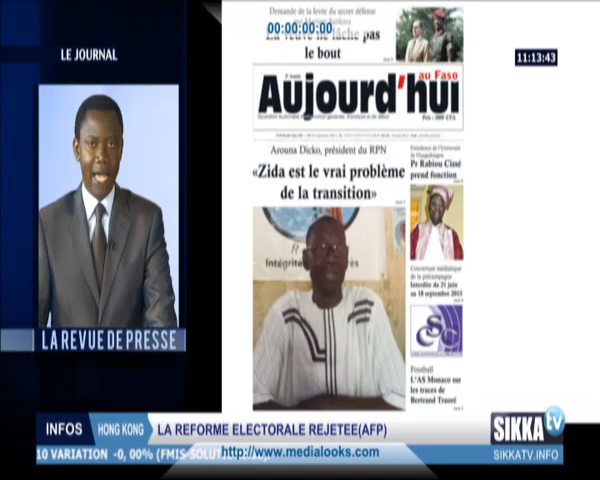 LE JOURNAL
Demande de la levée du secret défense
00:00:00:00
La veuve ne lâche pas
le bout
11:13:43
Aujourd'hui
au Faso
Arouna Dicko, président du RPN
«Zida est le vrai problème
de la transition»
Présidence de l'Université
de Ouagadougou
Pr Rabiou Cissé
prend fonction
Couverture médiatique
de la précampagne
Interdite du 21 juin
au 18 septembre 2015
CSC
Football
L'AS Monaco sur
les traces de
Bertrand Traoré
LA REVUE DE PRESSE
INFOS
HONG KONG
LA REFORME ELECTORALE REJETEE(AFP)
SIKKA tv
10 VARIATION -0, 00% (FMIS-SOLUTION
http://www.medialooks.com
SIKKATV.INFO